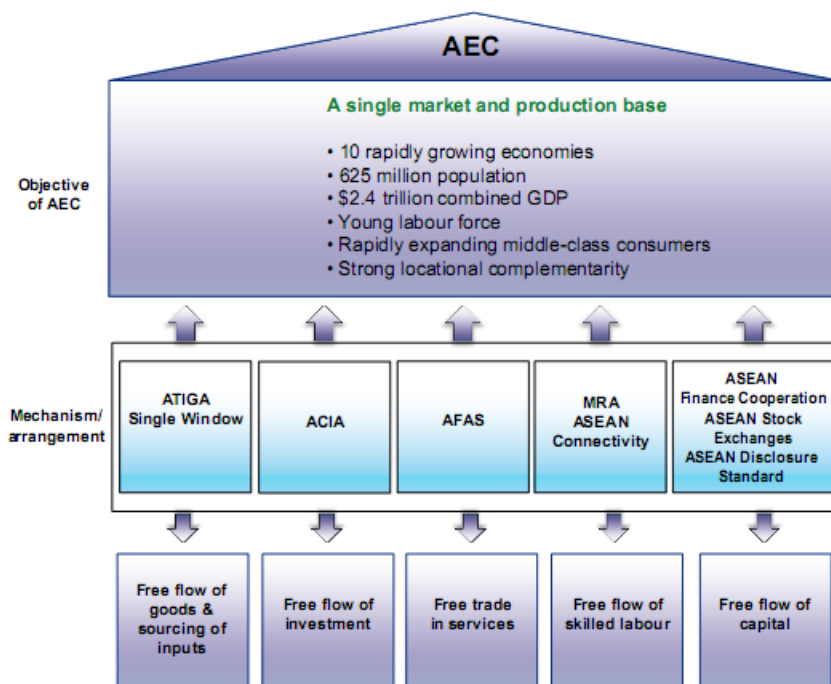 AEC
A single market and production base
• 10 rapidly growing economies
• 625 million population
• $2.4 trillion combined GDP
• Young labour force
• Rapidly expanding middle-class consumers
• Strong locational complementarity
Objective
of AEC
Mechanism/
arrangement
ATIGA
Single Window
ACIA
AFAS
MRA
ASEAN
Connectivity
ASEAN
Finance Cooperation
ASEAN Stock
Exchanges
ASEAN Disclosure
Standard
Free flow of
goods &
sourcing of
inputs
Free flow of
investment
Free trade
in services
Free flow of
skilled labour
Free flow of
capital